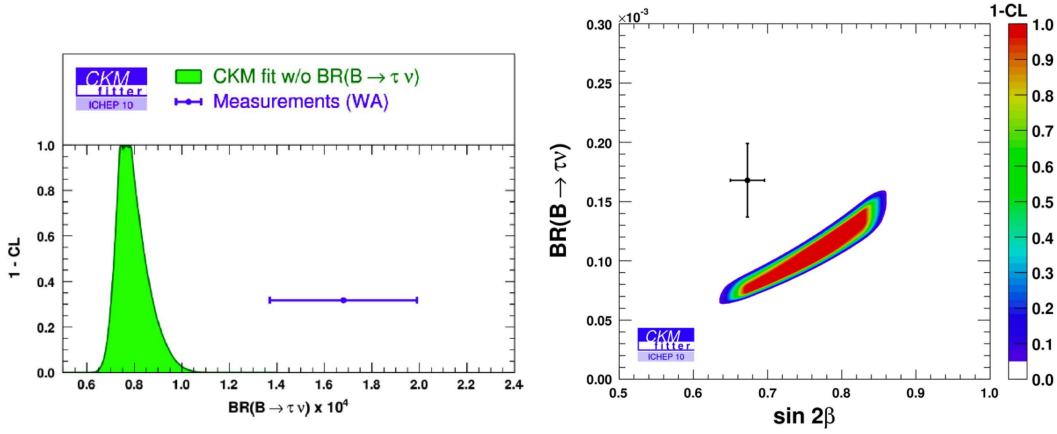 CKM
fitter
ICHEP 10
CKM fit w/o BR(B → τ ν)
Measurements (WA)
1 - CL
1.0
0.8
0.6
0.4
0.2
0.0
0.6 0.8 1.0 1.2 1.4 1.6 1.8 2.0 2.2 2.4
BR(B → τ ν) x 10⁴
×10⁻³
0.30
0.25
0.20
0.15
0.10
0.05
0.00
BR(B → τν)
CKM
fitter
ICHEP 10
0.5 0.6 0.7 0.8 0.9 1.0
sin 2β
1-CL
1.0
0.9
0.8
0.7
0.6
0.5
0.4
0.3
0.2
0.1
0.0